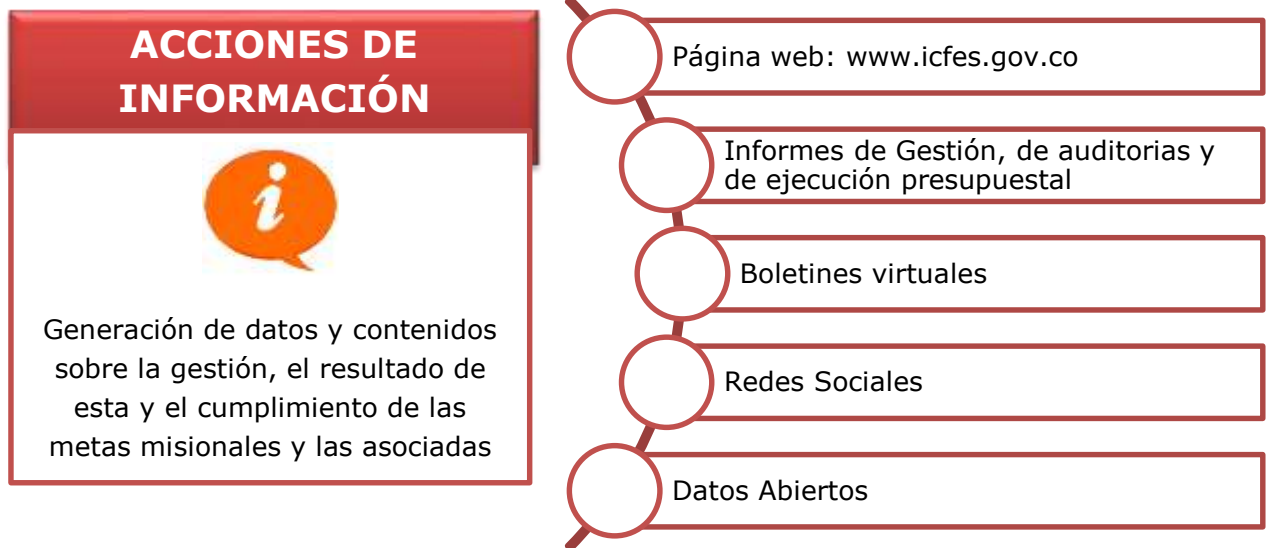 ACCIONES DE
INFORMACIÓN
i
Generación de datos y contenidos
sobre la gestión, el resultado de
esta y el cumplimiento de las
metas misionales y las asociadas
Página web: www.icfes.gov.co
Informes de Gestión, de auditorias y
de ejecución presupuestal
Boletines virtuales
Redes Sociales
Datos Abiertos